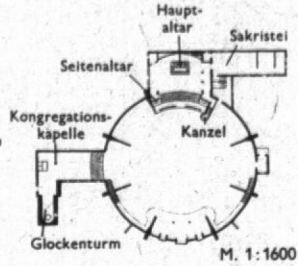 Haupt-
altar
Sakristei
Seitenaltar
Kongregations-
kapelle
Kanzel
Glockenturm
M. 1:1600